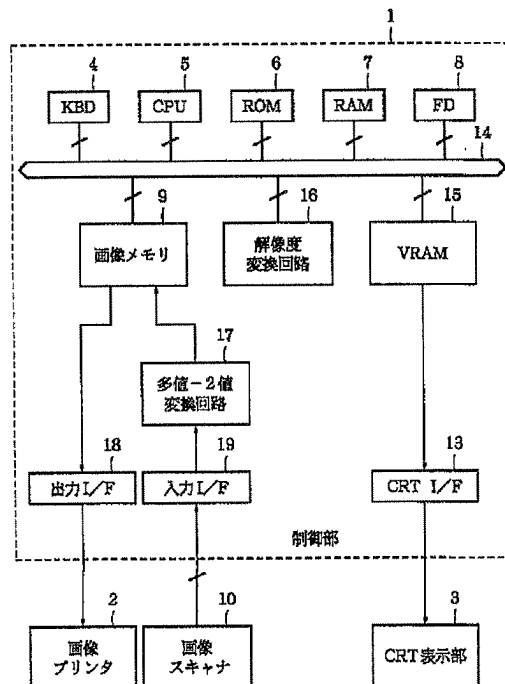 1
4
5
6
7
8
KBD
CPU
ROM
RAM
FD
14
9
16
15
画像メモリ
解像度
変換回路
VRAM
17
多値－2値
変換回路
18
19
13
出力I／F
入力I／F
CRT I／F
制御部
2
10
3
画像
プリンタ
画像
スキャナ
CRT表示部